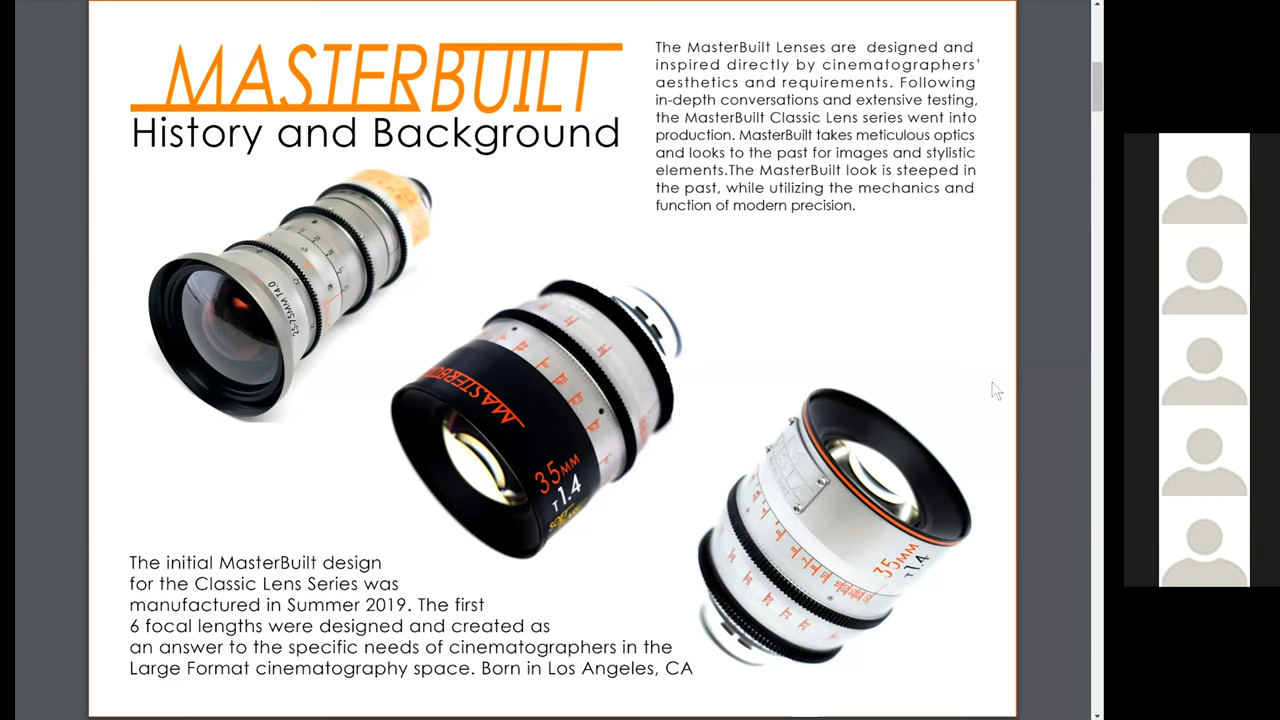 MASTERBUILT
History and Background
The MasterBuilt Lenses are designed and
inspired directly by cinematographers'
aesthetics and requirements. Following
in-depth conversations and extensive testing,
the MasterBuilt Classic Lens series went into
production. MasterBuilt takes meticulous optics
and looks to the past for images and stylistic
elements.The MasterBuilt look is steeped in
the past, while utilizing the mechanics and
function of modern precision.
25-75MM T4.0
MASTERBUILT
35MM
T1.4
SOFT
35MM
T1.4
The initial MasterBuilt design
for the Classic Lens Series was
manufactured in Summer 2019. The first
6 focal lengths were designed and created as
an answer to the specific needs of cinematographers in the
Large Format cinematography space. Born in Los Angeles, CA